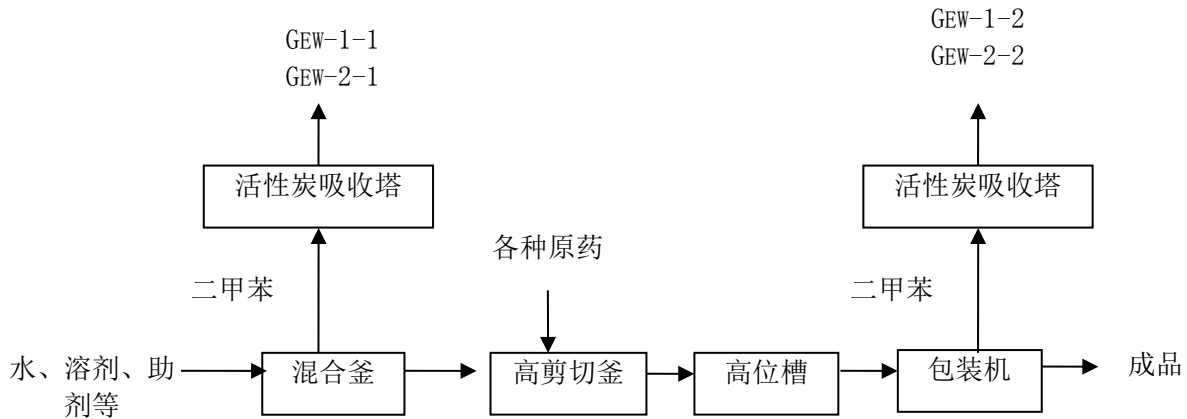 GEW-1-1
GEW-2-1
GEW-1-2
GEW-2-2
活性炭吸收塔
活性炭吸收塔
各种原药
二甲苯
二甲苯
水、溶剂、助
剂等
混合釜
高剪切釜
高位槽
包装机
成品